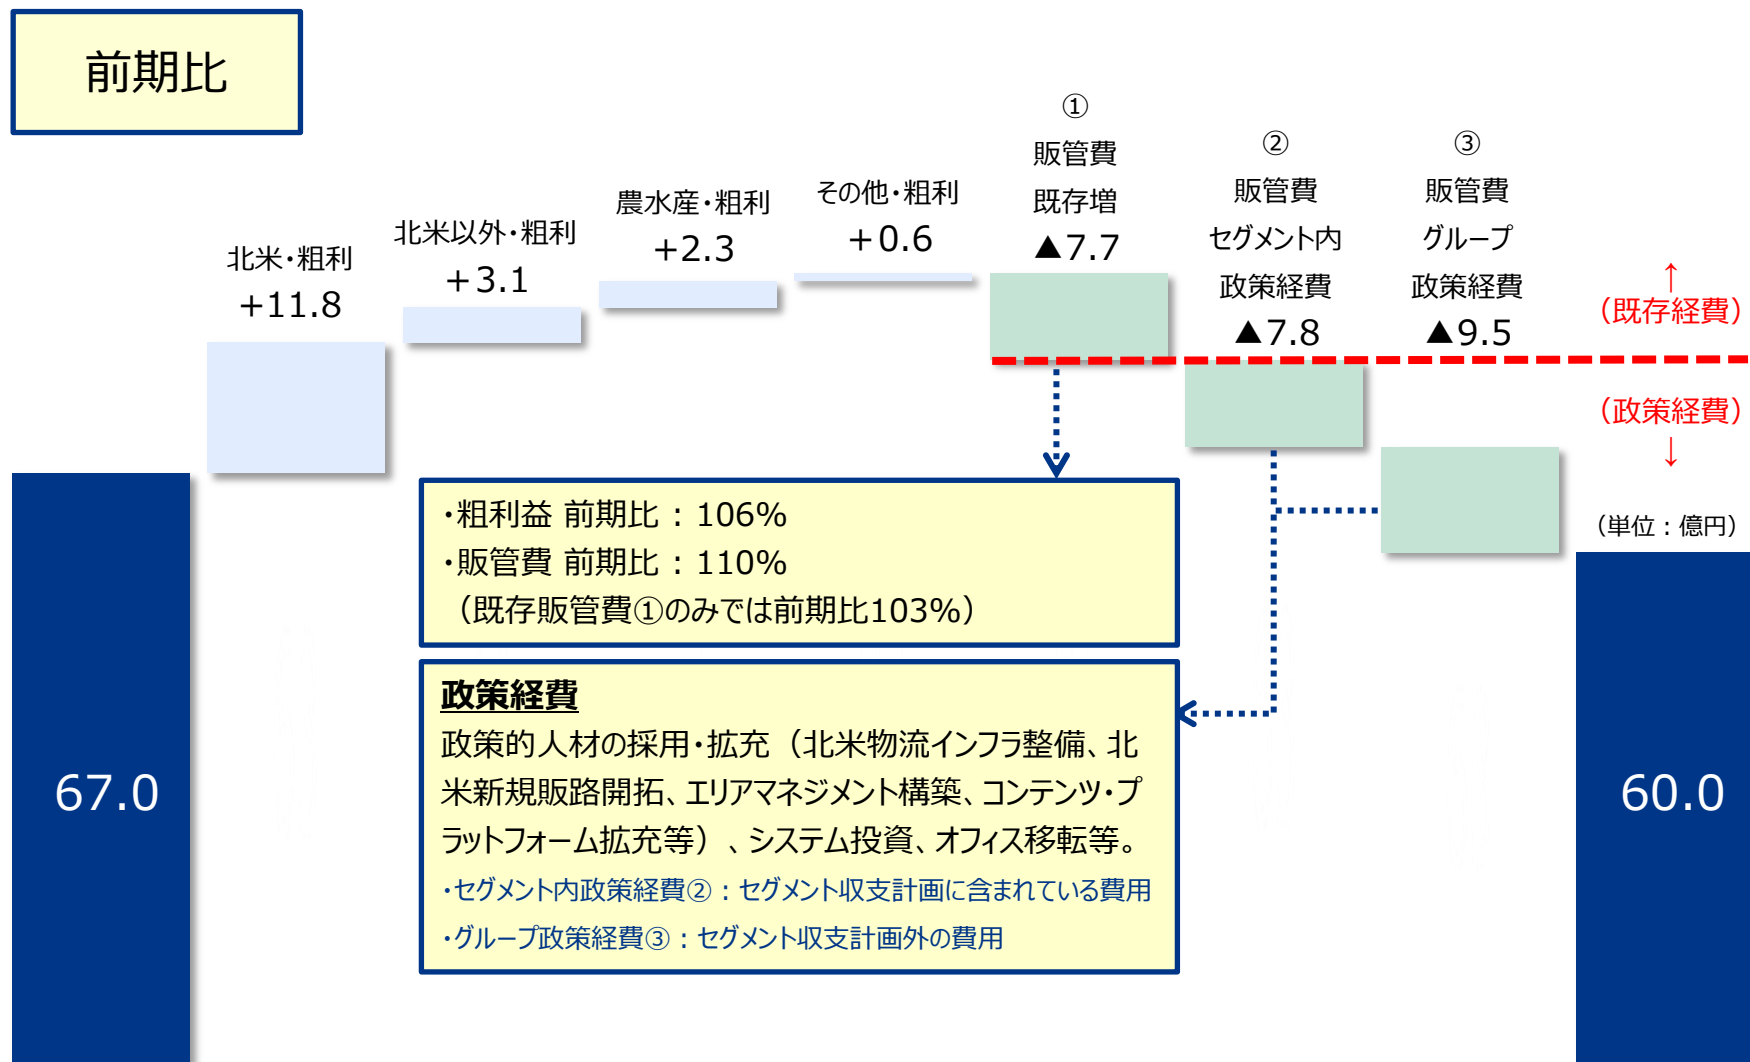 前期比
北米・粗利
+11.8
北米以外・粗利
+3.1
農水産・粗利
+2.3
その他・粗利
+0.6
①
販管費
既存増
▲7.7
②
販管費
セグメント内
政策経費
▲7.8
③
販管費
グループ
政策経費
▲9.5
↑
（既存経費）
（政策経費）
↓
（単位：億円）
67.0
60.0
・粗利益 前期比：106%
・販管費 前期比：110%
（既存販管費①のみでは前期比103%）
政策経費
政策的人材の採用・拡充（北米物流インフラ整備、北
米新規販路開拓、エリアマネジメント構築、コンテンツ・プ
ラットフォーム拡充等）、システム投資、オフィス移転等。
・セグメント内政策経費②：セグメント収支計画に含まれている費用
・グループ政策経費③：セグメント収支計画外の費用